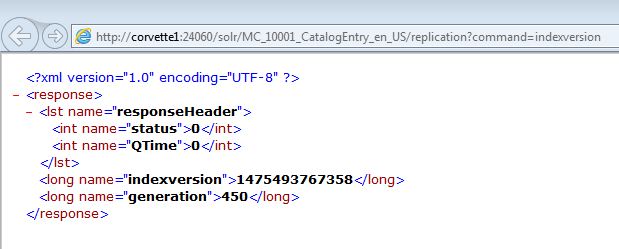 http://corvette1:24060/solr/MC_10001_CatalogEntry_en_US/replication?command=indexversion
<?xml version="1.0" encoding="UTF-8" ?>
- <response>
- <lst name="responseHeader">
<int name="status">0</int>
<int name="QTime">0</int>
</lst>
<long name="indexversion">1475493767358</long>
<long name="generation">450</long>
</response>